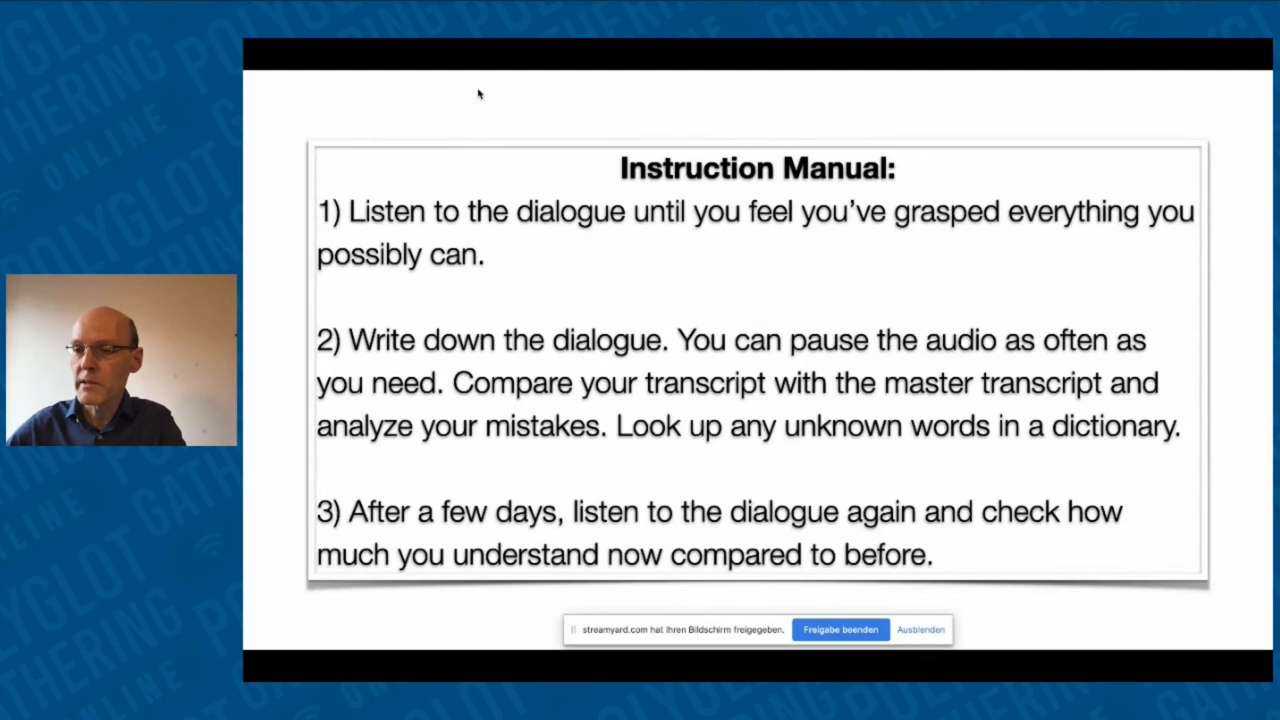 Instruction Manual:
1) Listen to the dialogue until you feel you’ve grasped everything you
possibly can.
2) Write down the dialogue. You can pause the audio as often as
you need. Compare your transcript with the master transcript and
analyze your mistakes. Look up any unknown words in a dictionary.
3) After a few days, listen to the dialogue again and check how
much you understand now compared to before.
streamyard.com hat Ihren Bildschirm freigegeben. Freigabe beenden Ausblenden
POLYGLOT
GATHERING
ONLINE